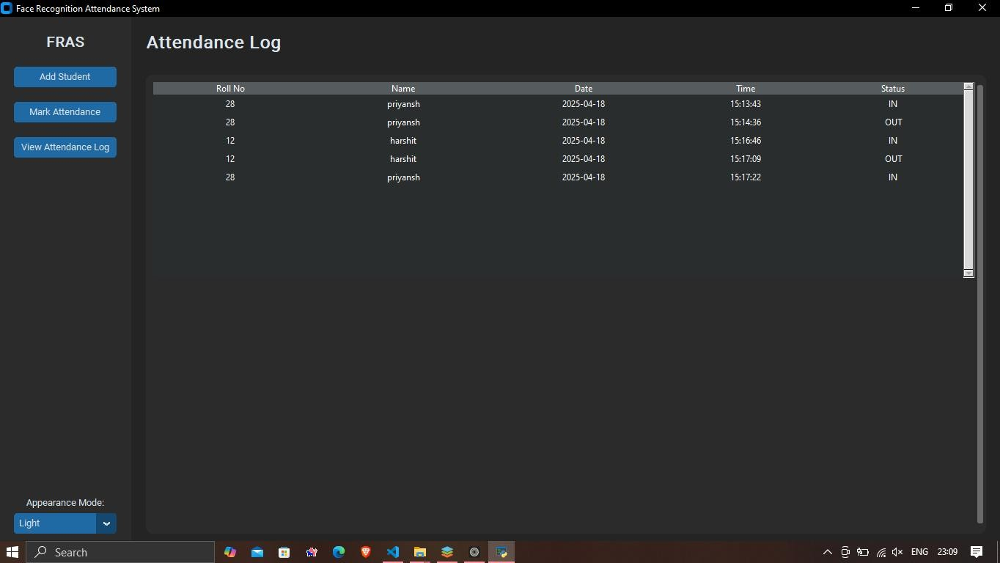 Face Recognition Attendance System
FRAS
Add Student
Mark Attendance
View Attendance Log
Attendance Log
Roll No Name Date Time Status
28 priyansh 2025-04-18 15:13:43 IN
28 priyansh 2025-04-18 15:14:36 OUT
12 harshit 2025-04-18 15:16:46 IN
12 harshit 2025-04-18 15:17:09 OUT
28 priyansh 2025-04-18 15:17:22 IN
Appearance Mode:
Light
Search
ENG 23:09